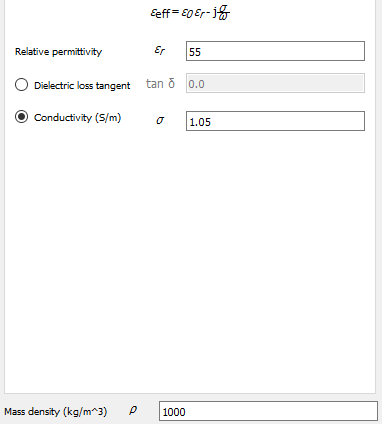 εeff=ε0εr-jσ/ω
Relative permittivity εr 55
Dielectric loss tangent tan δ 0.0
Conductivity (S/m) σ 1.05
Mass density (kg/m^3) ρ 1000